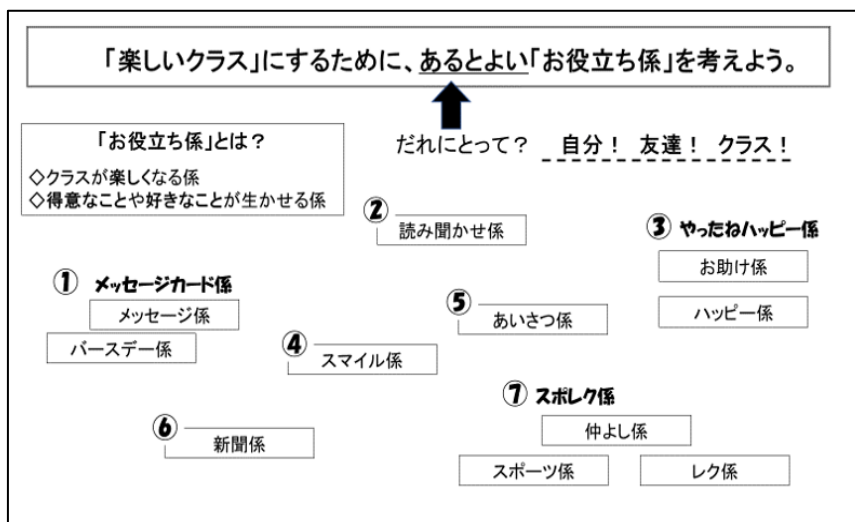 「楽しいクラス」にするために、あるとよい「お役立ち係」を考えよう。
「お役立ち係」とは？
◇クラスが楽しくなる係
◇得意なことや好きなことが生かせる係
だれにとって？ 自分！ 友達！ クラス！
① メッセージカード係
メッセージ係
バースデー係
② 読み聞かせ係
③ やったねハッピー係
お助け係
ハッピー係
④ スマイル係
⑤ あいさつ係
⑥ 新聞係
⑦ スポレク係
仲よし係
スポーツ係
レク係